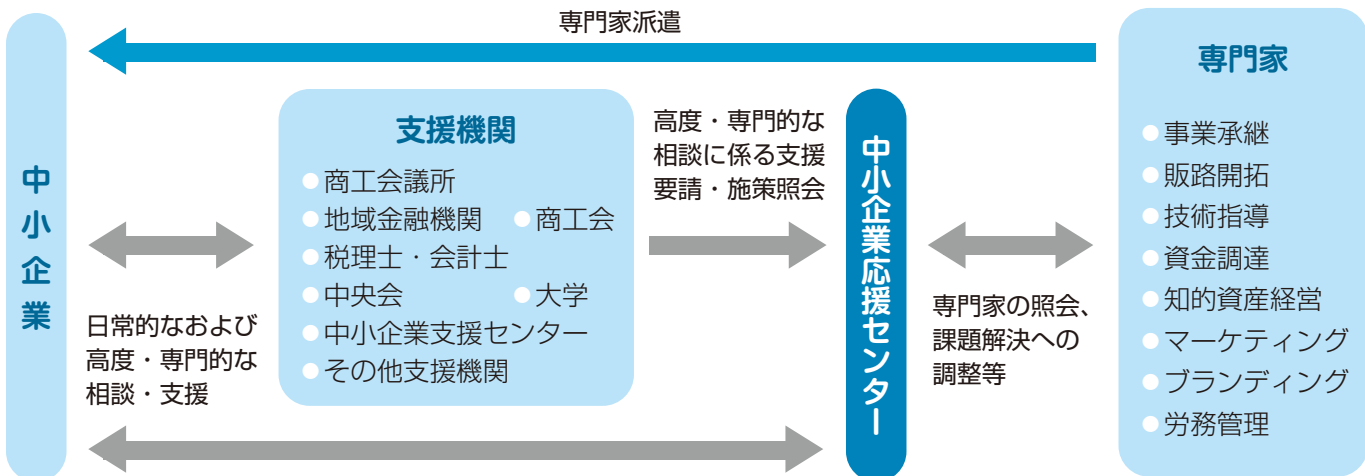 専門家派遣
中小企業
支援機関
商工会議所
地域金融機関 商工会
税理士・会計士
中央会 大学
中小企業支援センター
その他支援機関
日常的なおよび
高度・専門的な
相談・支援
高度・専門的な
相談に係る支援
要請・施策照会
中小企業応援センター
専門家の照会、
課題解決への
調整等
専門家
事業承継
販路開拓
技術指導
資金調達
知的資産経営
マーケティング
ブランディング
労務管理